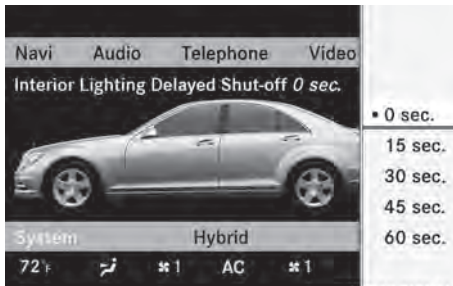 Navi Audio Telephone Video
Interior Lighting Delayed Shut-off 0 sec.
• 0 sec.
15 sec.
30 sec.
45 sec.
60 sec.
System Hybrid
72°F 1 AC 1